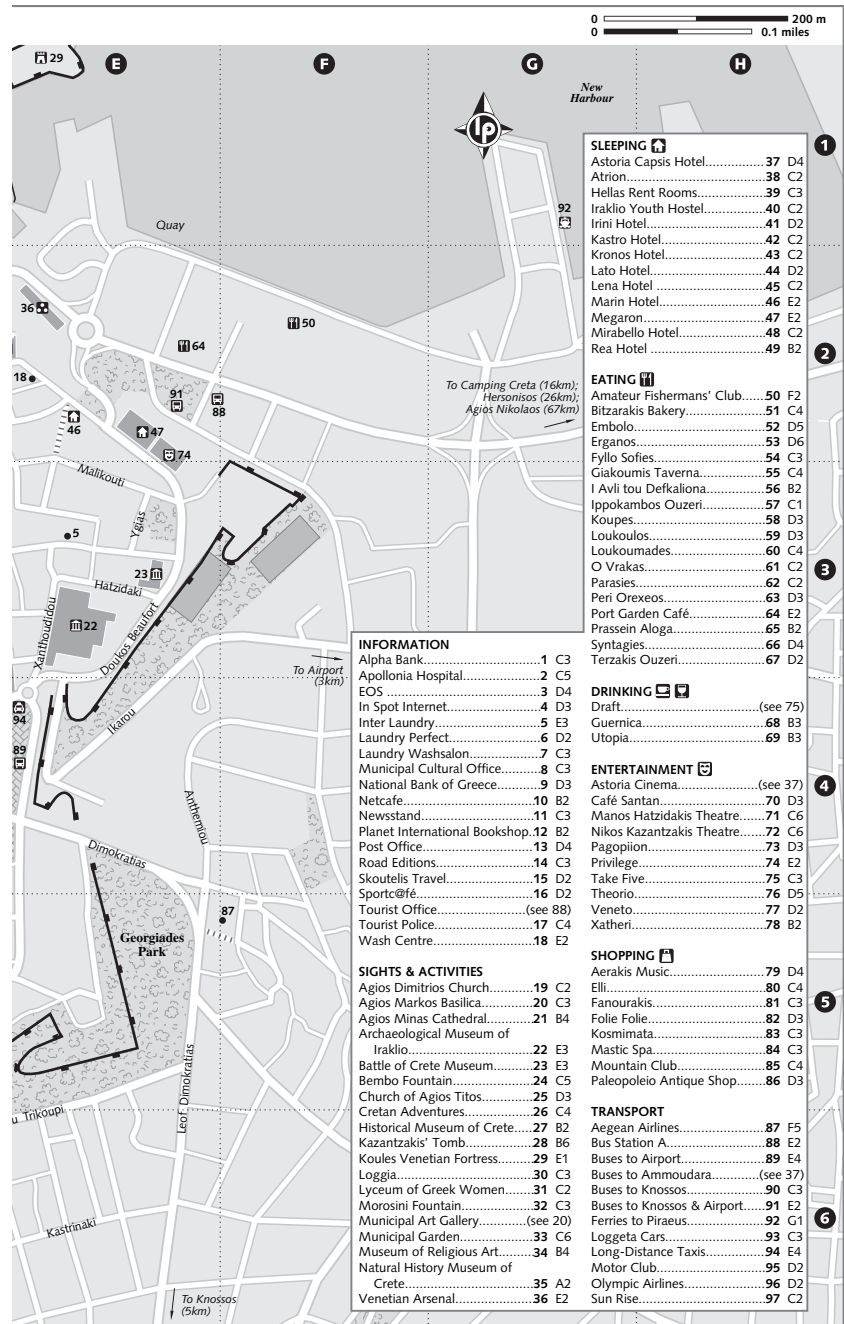 0 200 m
0 0.1 miles
29
E
F
G
H
New
Harbour
lp
1
92
Quay
36
50
64
2
18
91
88
To Camping Creta (16km);
Hersonisos (26km);
Agios Nikolaos (67km)
46
47
74
Malikouti
Ygias
5
23
3
Hatzidaki
Xanthoudidou
22
Doukos Beaufort
To Airport
(3km)
94
Ikarou
89
4
Anthemiou
Dimokratias
87
Georgiades
Park
5
Leof Dimokratias
u Trikoupi
6
Kastrinaki
To Knossos
(5km)
INFORMATION
Alpha Bank 1 C3
Apollonia Hospital 2 C5
EOS 3 D4
In Spot Internet 4 D3
Inter Laundry 5 E3
Laundry Perfect 6 D2
Laundry Washsalon 7 C3
Municipal Cultural Office 8 C3
National Bank of Greece 9 D3
Netcafe 10 B2
Newsstand 11 C3
Planet International Bookshop 12 B2
Post Office 13 D4
Road Editions 14 C3
Skoutelis Travel 15 D2
Sportc@fé 16 D2
Tourist Office (see 88)
Tourist Police 17 C4
Wash Centre 18 E2
SIGHTS & ACTIVITIES
Agios Dimitrios Church 19 C2
Agios Markos Basilica 20 C3
Agios Minas Cathedral 21 B4
Archaeological Museum of
Iraklio 22 E3
Battle of Crete Museum 23 E3
Bembo Fountain 24 C5
Church of Agios Titos 25 D3
Cretan Adventures 26 C4
Historical Museum of Crete 27 B2
Kazantzakis' Tomb 28 B6
Koules Venetian Fortress 29 E1
Loggia 30 C3
Lyceum of Greek Women 31 C2
Morosini Fountain 32 C3
Municipal Art Gallery (see 20)
Municipal Garden 33 C6
Museum of Religious Art 34 B4
Natural History Museum of
Crete 35 A2
Venetian Arsenal 36 E2
SLEEPING
Astoria Capsis Hotel 37 D4
Atrion 38 C2
Hellas Rent Rooms 39 C3
Iraklio Youth Hostel 40 C2
Irini Hotel 41 D2
Kastro Hotel 42 C2
Kronos Hotel 43 C2
Lato Hotel 44 D2
Lena Hotel 45 C2
Marin Hotel 46 E2
Megaron 47 E2
Mirabello Hotel 48 C2
Rea Hotel 49 B2
EATING
Amateur Fishermans' Club 50 F2
Bitzarakis Bakery 51 C4
Embolo 52 D5
Erganos 53 D6
Fyllo Sofies 54 C3
Giakoumis Taverna 55 C4
I Avli tou Defkaliona 56 B2
Ippokambos Ouzeri 57 C1
Koupes 58 D3
Loukoulos 59 D3
Loukoumades 60 C4
O Vrakas 61 C2
Parasies 62 C2
Peri Orexeos 63 D3
Port Garden Café 64 E2
Prassein Aloga 65 B2
Syntagies 66 D4
Terzakis Ouzeri 67 D2
DRINKING
Draft (see 75)
Guernica 68 B3
Utopia 69 B3
ENTERTAINMENT
Astoria Cinema (see 37)
Café Santan 70 D3
Manos Hatzidakis Theatre 71 C6
Nikos Kazantzakis Theatre 72 C6
Pagopiion 73 D3
Privilege 74 E2
Take Five 75 C3
Theorio 76 D5
Veneto 77 D2
Xatheri 78 B2
SHOPPING
Aerakis Music 79 D4
Elli 80 C4
Fanourakis 81 C3
Folie Folie 82 D3
Kosmimata 83 C3
Mastic Spa 84 C3
Mountain Club 85 C4
Paleopoleio Antique Shop 86 D3
TRANSPORT
Aegean Airlines 87 F5
Bus Station A 88 E2
Buses to Airport 89 E4
Buses to Ammoudara (see 37)
Buses to Knossos 90 C3
Buses to Knossos & Airport 91 E2
Ferries to Piraeus 92 G1
Loggeta Cars 93 C3
Long-Distance Taxis 94 E4
Motor Club 95 D2
Olympic Airlines 96 D2
Sun Rise 97 C2